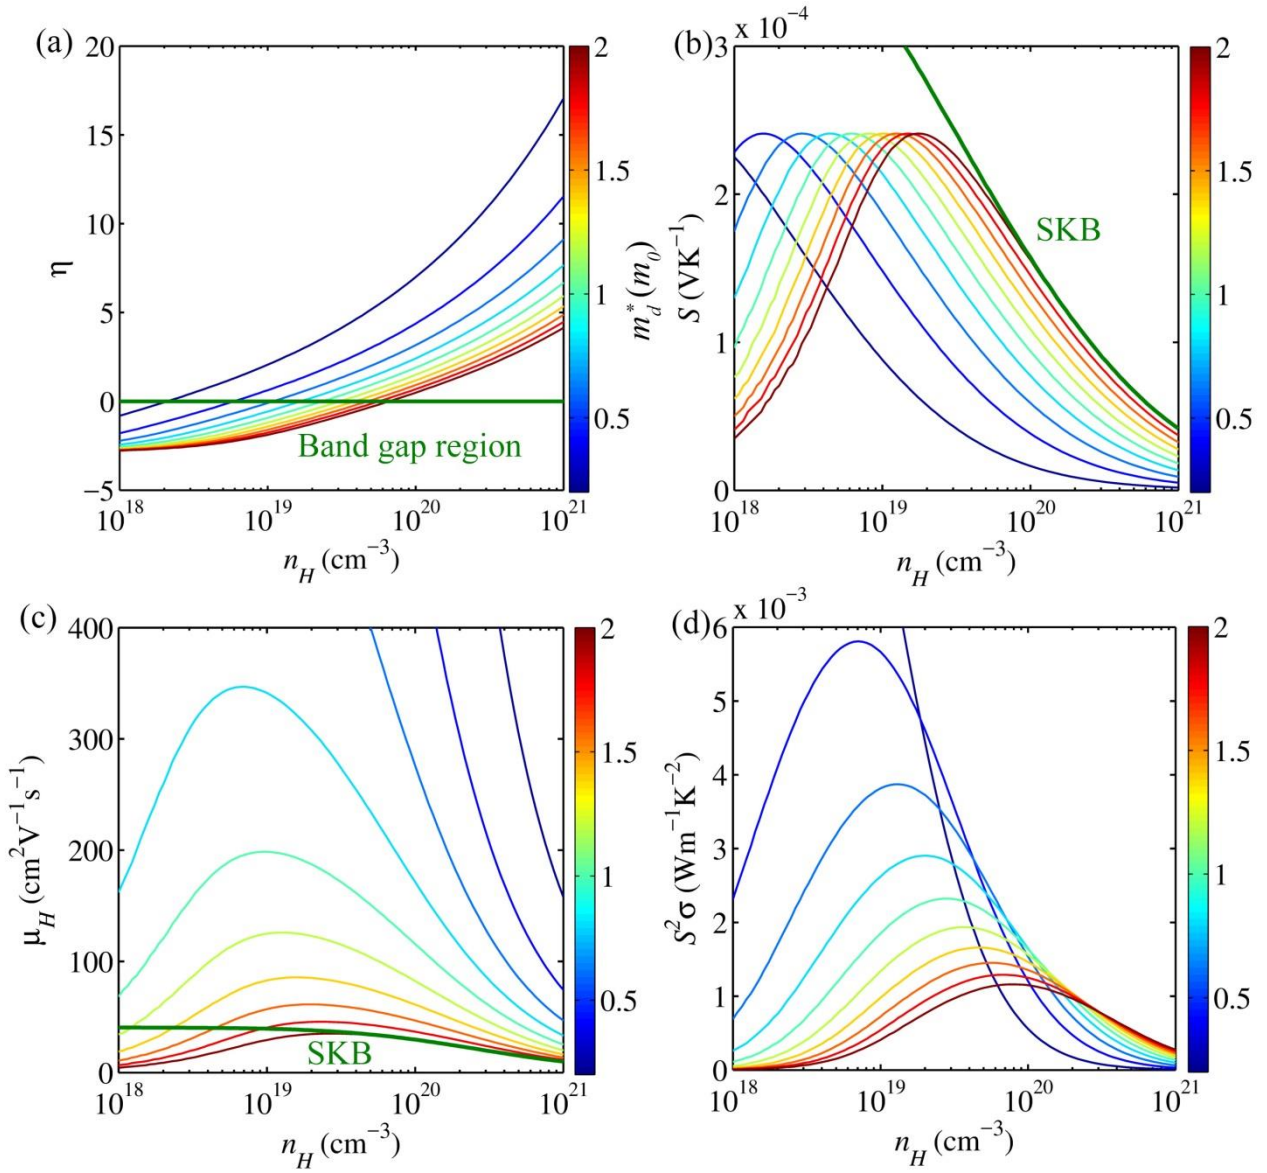 (a)
20
15
10
5
0
−5
η
Band gap region
10^18 10^19 10^20 10^21
n_H (cm^−3)
2
1.5
1
0.5
m_d^* (m_0)
(b)
x 10^−4
3
2
1
0
S (VK^−1)
SKB
10^18 10^19 10^20 10^21
n_H (cm^−3)
2
1.5
1
0.5
(c)
400
300
200
100
0
μ_H (cm^2V^−1s^−1)
SKB
10^18 10^19 10^20 10^21
n_H (cm^−3)
2
1.5
1
0.5
(d)
x 10^−3
6
5
4
3
2
1
0
S^2σ (Wm^−1K^−2)
10^18 10^19 10^20 10^21
n_H (cm^−3)
2
1.5
1
0.5